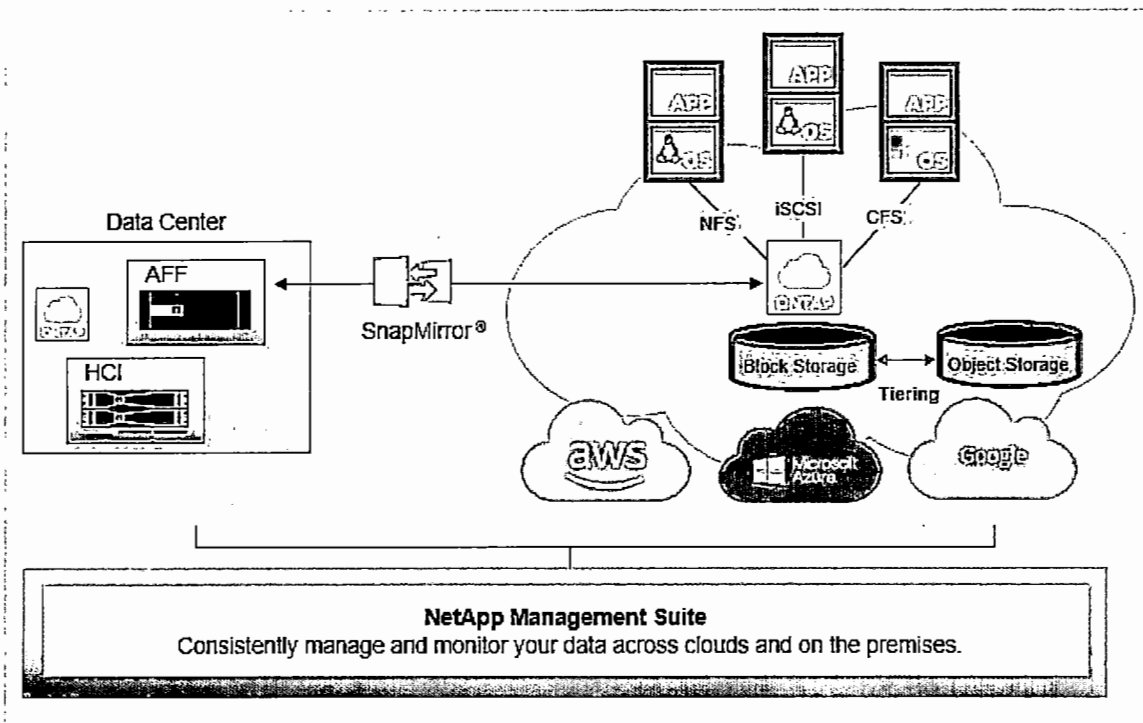 APP
OS
APP
OS
APP
OS
NFS
iSCSI
CFS
ONTAP
Data Center
AFF
ONTAP
HCI
SnapMirror®
Block Storage
Object Storage
Tiering
aws
Microsoft
Azure
Google
NetApp Management Suite
Consistently manage and monitor your data across clouds and on the premises.